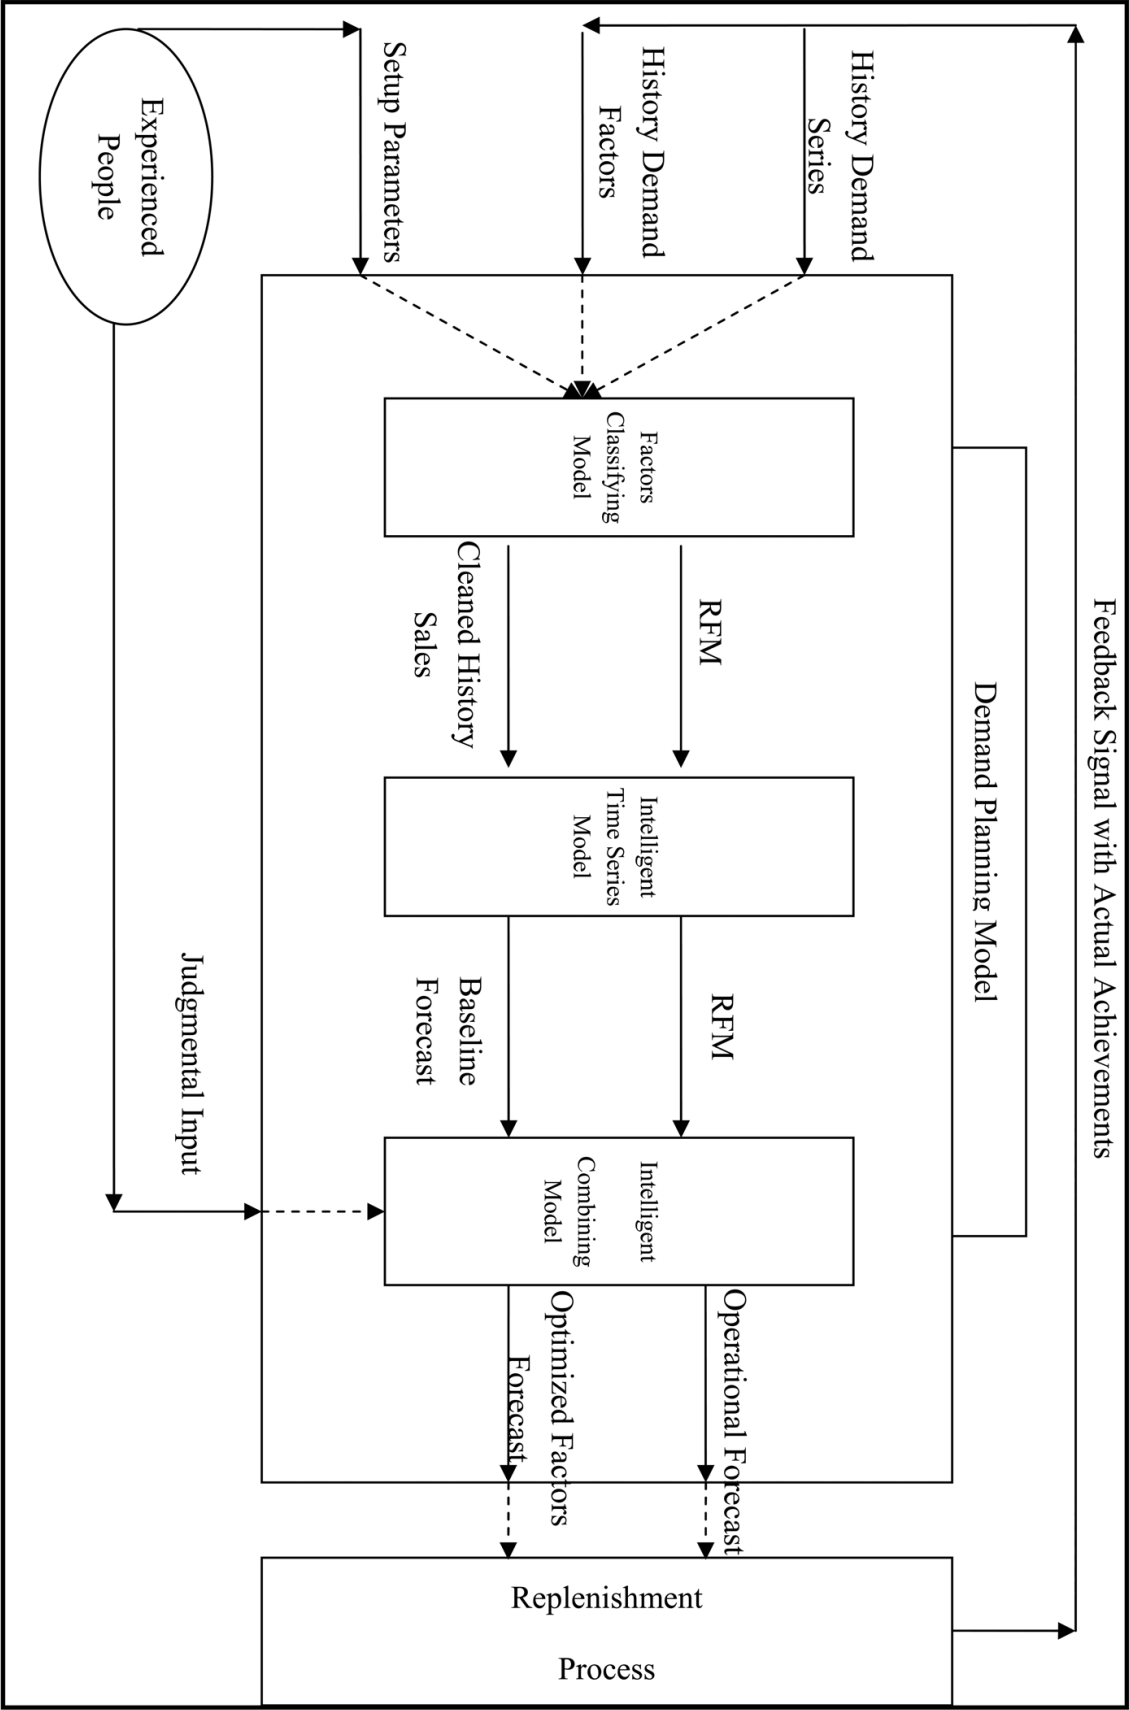 Feedback Signal with Actual Achievements
Demand Planning Model
History Demand
Series
History Demand
Factors
Setup Parameters
Experienced
People
Factors
Classifying
Model
RFM
Cleaned History
Sales
Intelligent
Time Series
Model
RFM
Baseline
Forecast
Intelligent
Combining
Model
Judgmental Input
Operational Forecast
Optimized Factors
Forecast
Replenishment
Process